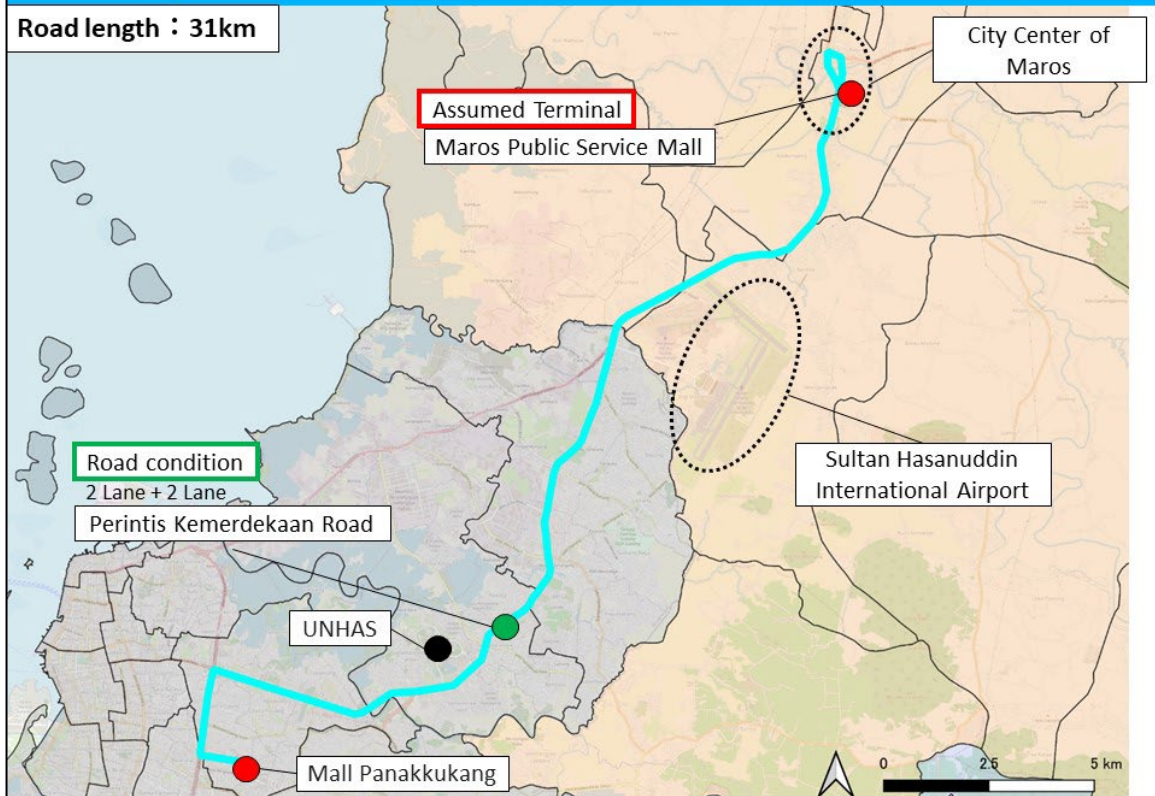 Road length：31km
City Center of
Maros
Assumed Terminal
Maros Public Service Mall
Sultan Hasanuddin
International Airport
Road condition
2 Lane + 2 Lane
Perintis Kemerdekaan Road
UNHAS
Mall Panakkukang
0 2.5 5 km